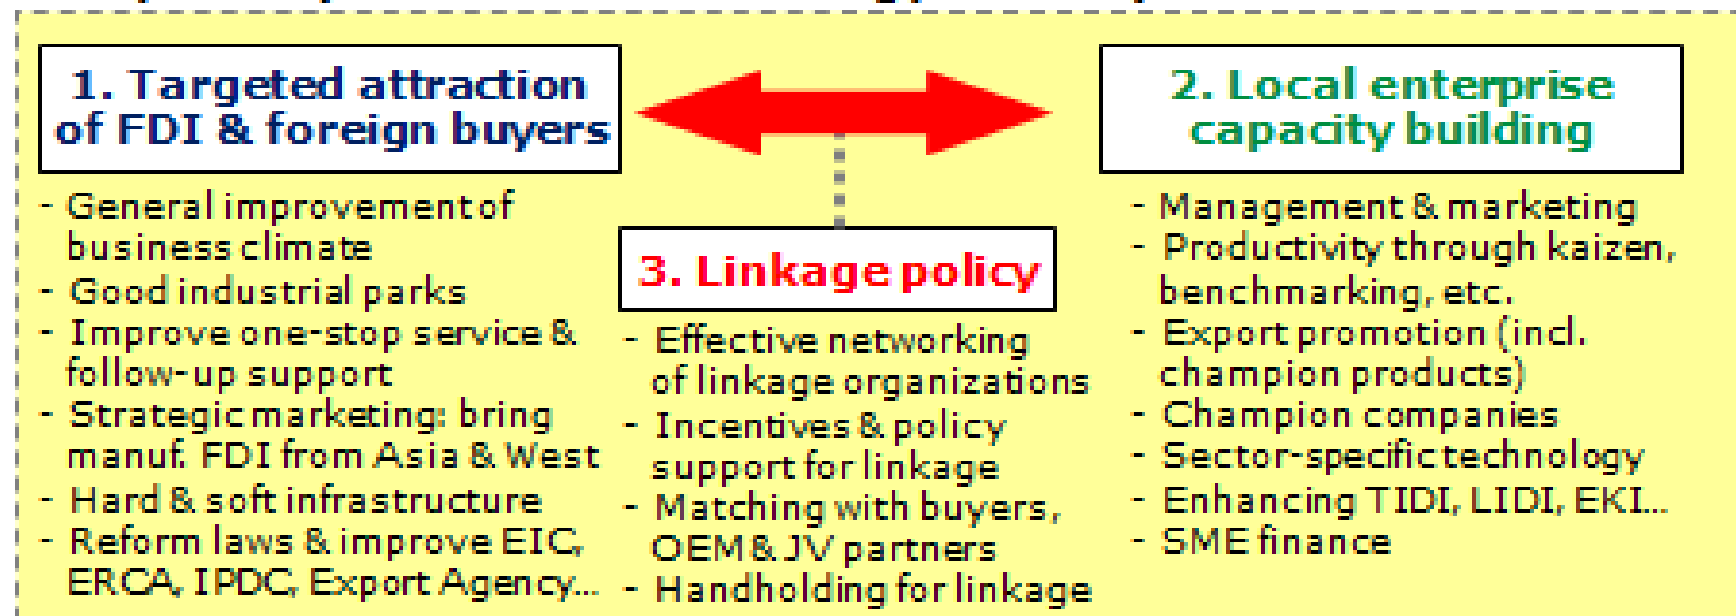 1. Targeted attraction
of FDI & foreign buyers
- General improvement of
business climate
- Good industrial parks
- Improve one-stop service &
follow-up support
- Strategic marketing: bring
manuf. FDI from Asia & West
- Hard & soft infrastructure
- Reform laws & improve EIC,
ERCA, IPDC, Export Agency...
3. Linkage policy
- Effective networking
of linkage organizations
- Incentives & policy
support for linkage
- Matching with buyers,
OEM & JV partners
- Handholding for linkage
2. Local enterprise
capacity building
- Management & marketing
- Productivity through kaizen,
benchmarking, etc.
- Export promotion (incl.
champion products)
- Champion companies
- Sector-specific technology
- Enhancing TIDI, LIDI, EKI...
- SME finance